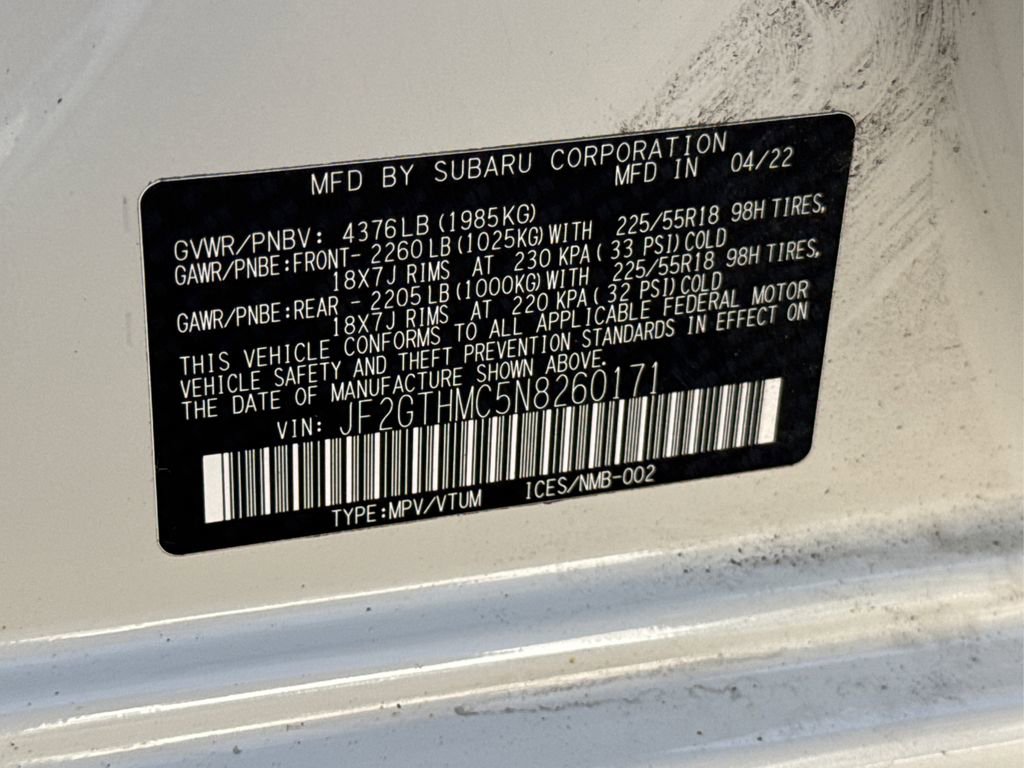 MFD BY SUBARU CORPORATION
MFD IN 04/22
GVWR/PNBV: 4376LB (1985KG)
GAWR/PNBE:FRONT- 2260LB (1025KG)WITH 225/55R18 98H TIRES,
18X7J RIMS AT 230 KPA( 33 PSI)COLD
GAWR/PNBE:REAR - 2205LB (1000KG)WITH 225/55R18 98H TIRES,
18X7J RIMS AT 220 KPA( 32 PSI)COLD
THIS VEHICLE CONFORMS TO ALL APPLICABLE FEDERAL MOTOR
VEHICLE SAFETY AND THEFT PREVENTION STANDARDS IN EFFECT ON
THE DATE OF MANUFACTURE SHOWN ABOVE.
VIN: JF2GTHMC5N8260171
TYPE:MPV/VTUM ICES/NMB-002